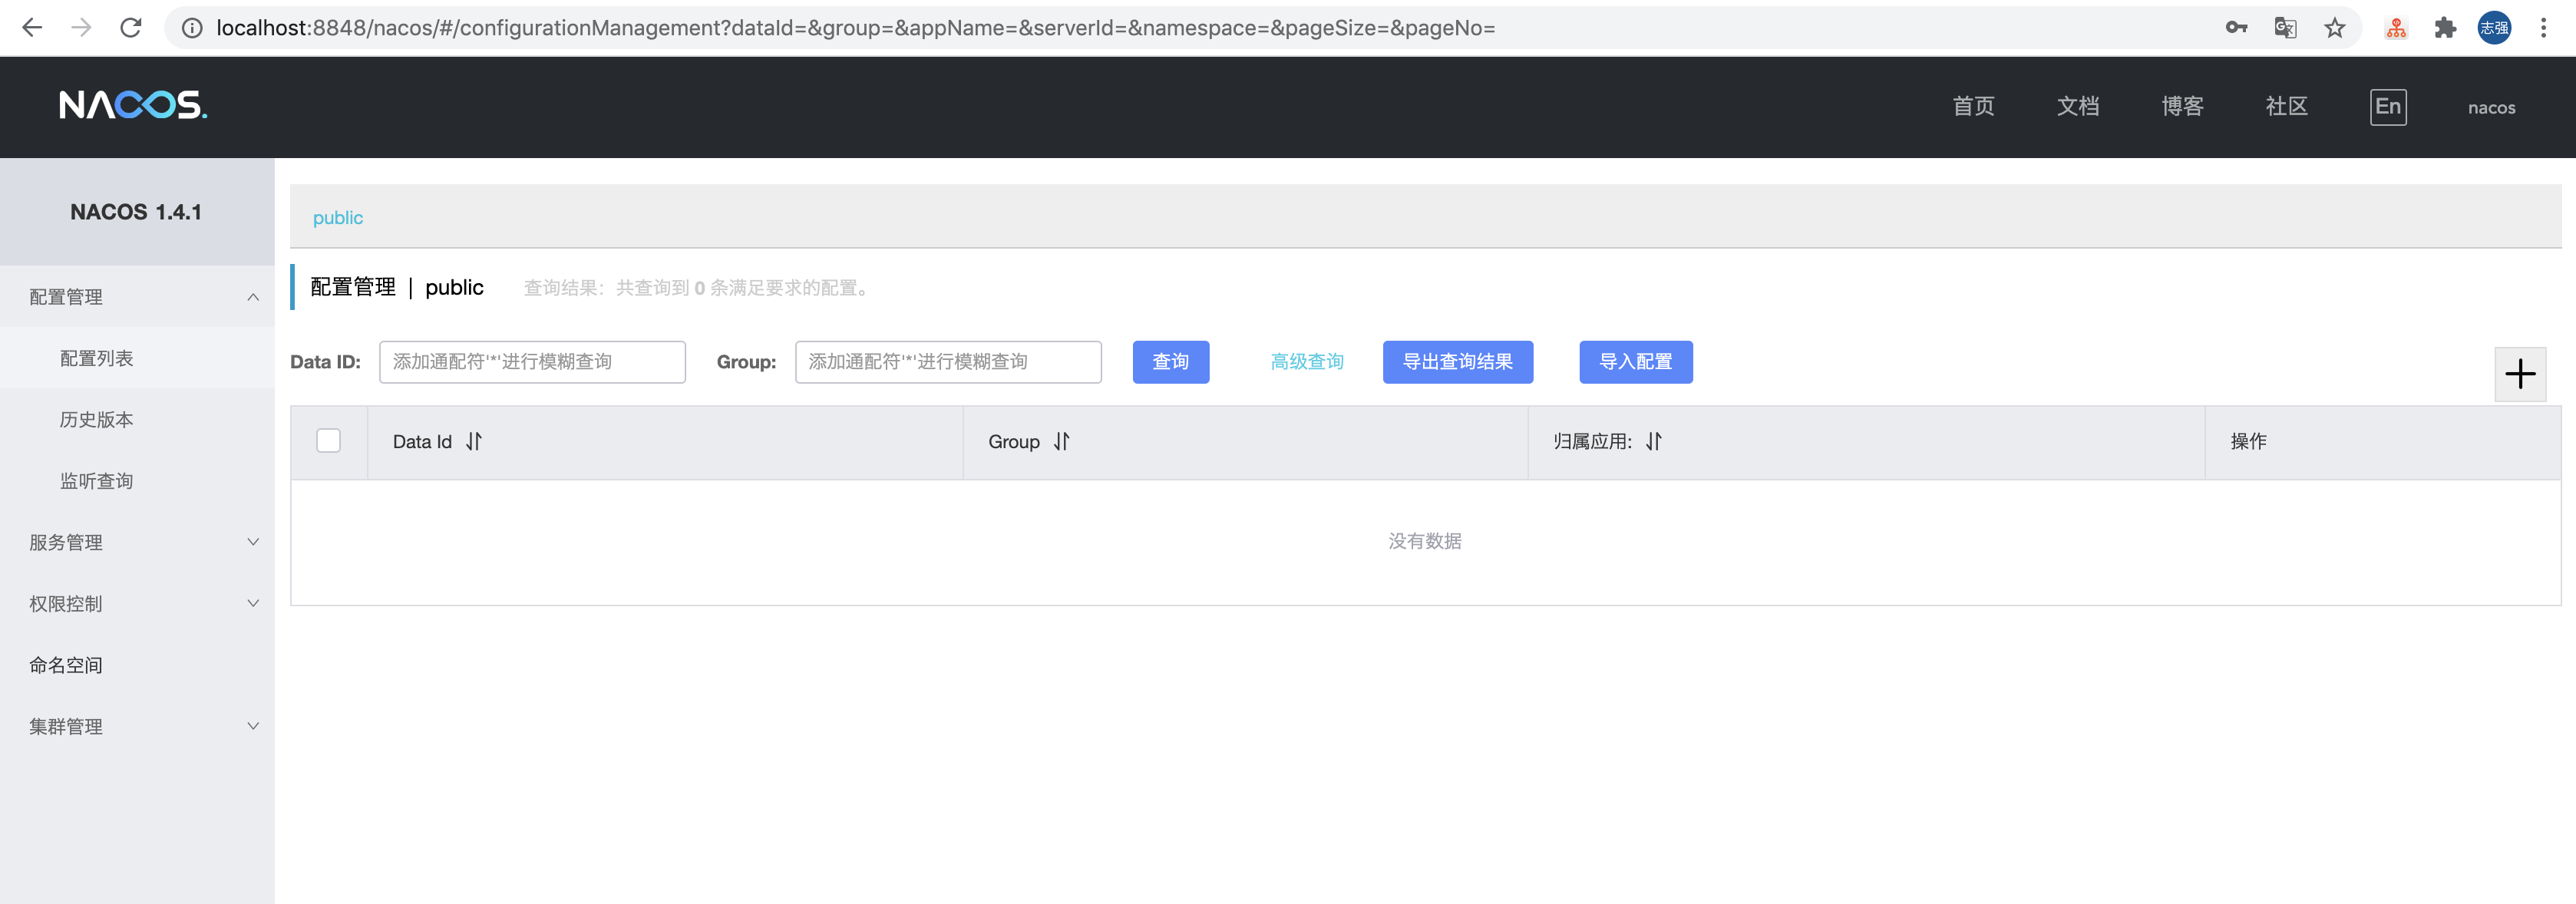 localhost:8848/nacos/#/configurationManagement?dataId=&group=&appName=&serverId=&namespace=&pageSize=&pageNo=
志强
NACOS.
首页 文档 博客 社区 En nacos
NACOS 1.4.1
配置管理
配置列表
历史版本
监听查询
服务管理
权限控制
命名空间
集群管理
public
配置管理 | public 查询结果：共查询到 0 条满足要求的配置。
Data ID: 添加通配符'*'进行模糊查询 Group: 添加通配符'*'进行模糊查询 查询 高级查询 导出查询结果 导入配置
Data Id Group 归属应用: 操作
没有数据